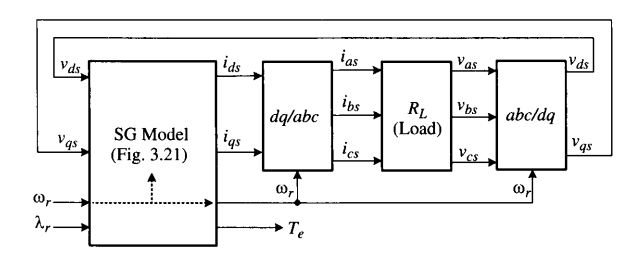 v_ds
v_qs
ω_r
λ_r
SG Model
(Fig. 3.21)
i_ds
i_qs
T_e
dq/abc
ω_r
i_as
i_bs
i_cs
R_L
(Load)
v_as
v_bs
v_cs
abc/dq
ω_r
v_ds
v_qs